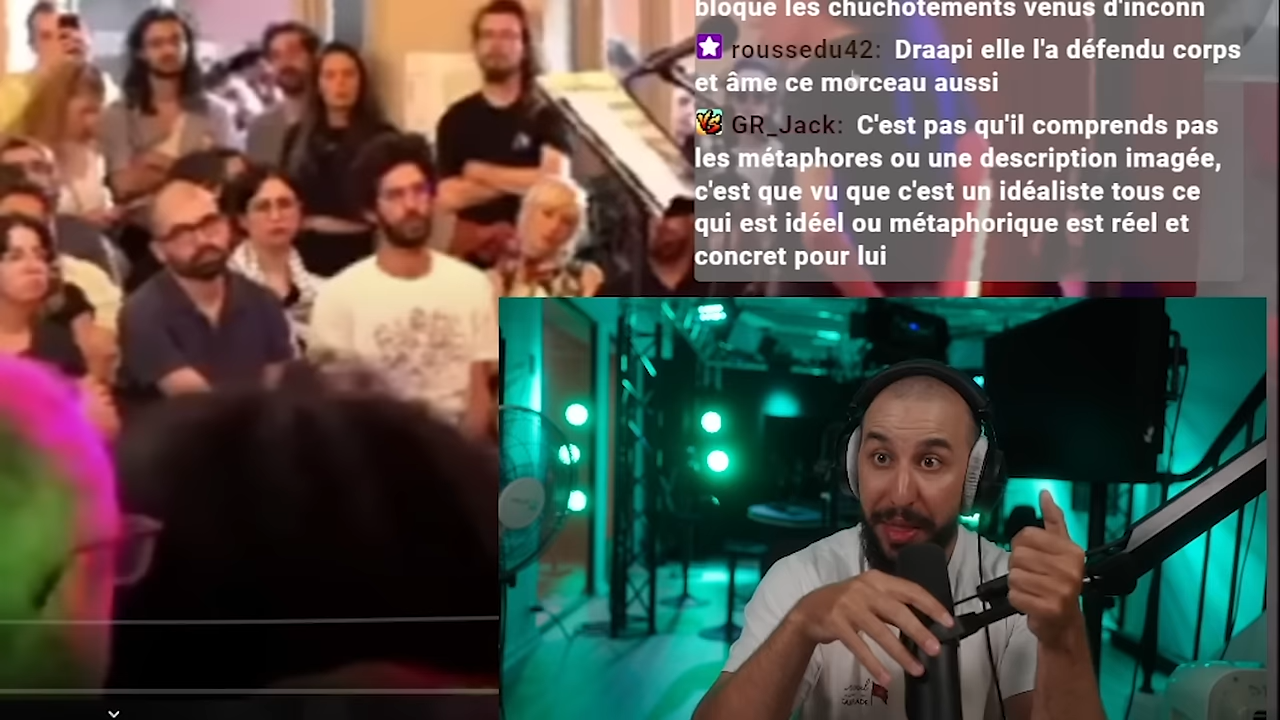 bloque les chuchotements venus d'inconn
roussedu42: Draapi elle l'a défendu corps
et âme ce morceau aussi
GR_Jack: C'est pas qu'il comprends pas
les métaphores ou une description imagée,
c'est que vu que c'est un idéaliste tous ce
qui est idéel ou métaphorique est réel et
concret pour lui